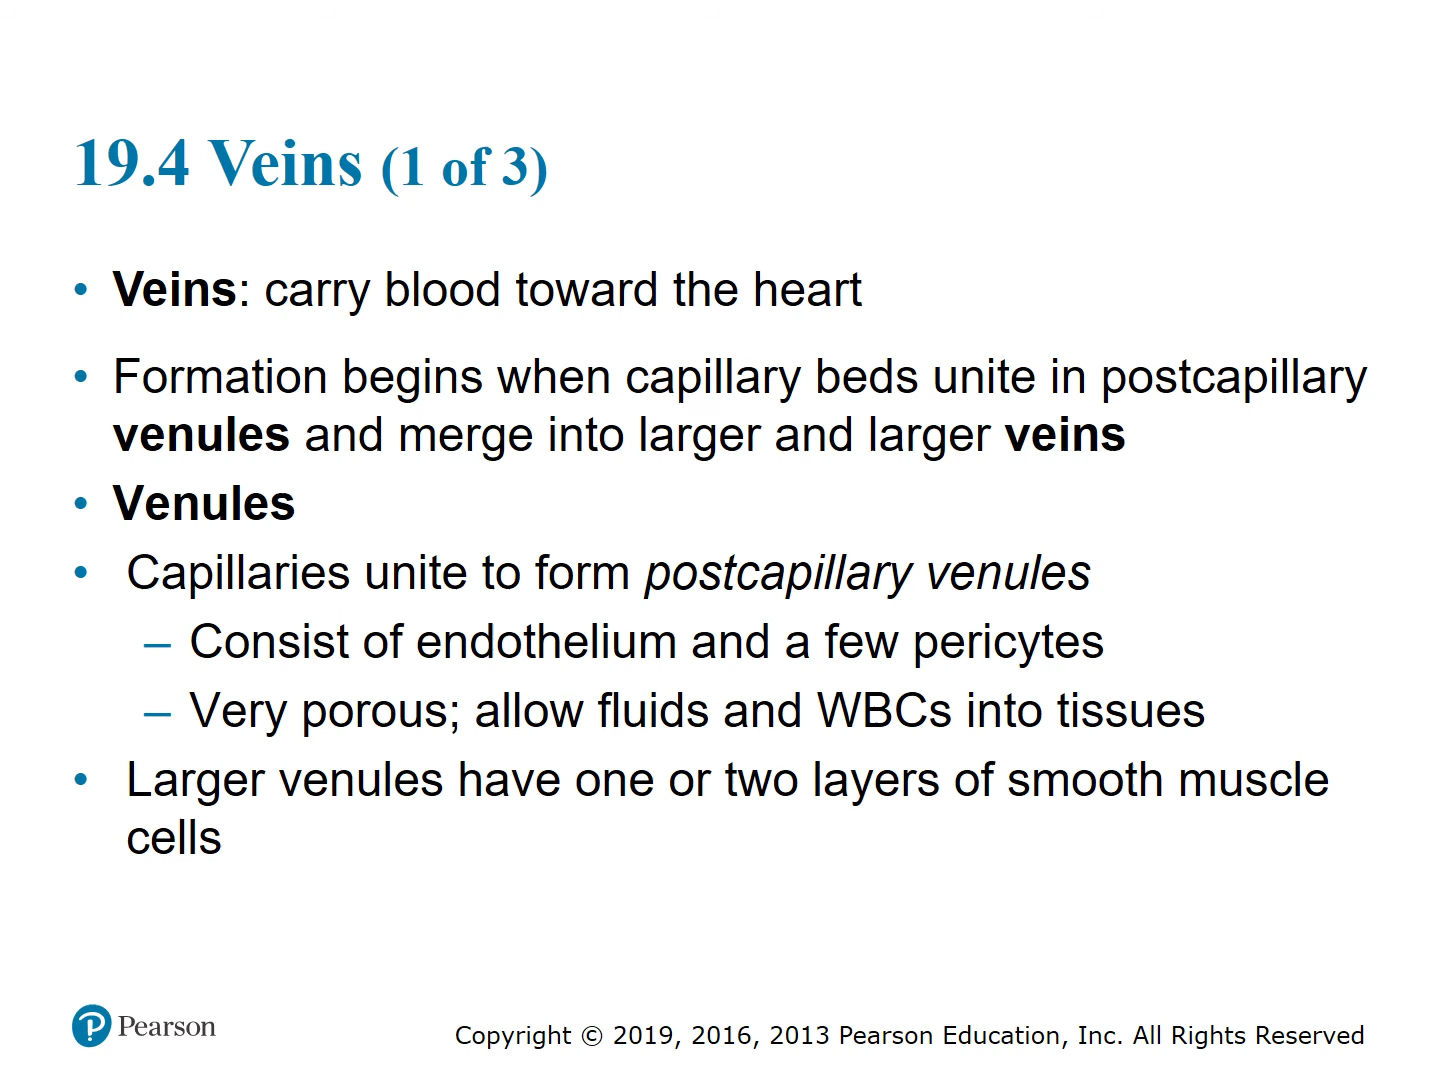 19.4 Veins (1 of 3)
• Veins: carry blood toward the heart
• Formation begins when capillary beds unite in postcapillary
venules and merge into larger and larger veins
• Venules
• Capillaries unite to form postcapillary venules
– Consist of endothelium and a few pericytes
– Very porous; allow fluids and WBCs into tissues
• Larger venules have one or two layers of smooth muscle
cells
Pearson
Copyright © 2019, 2016, 2013 Pearson Education, Inc. All Rights Reserved